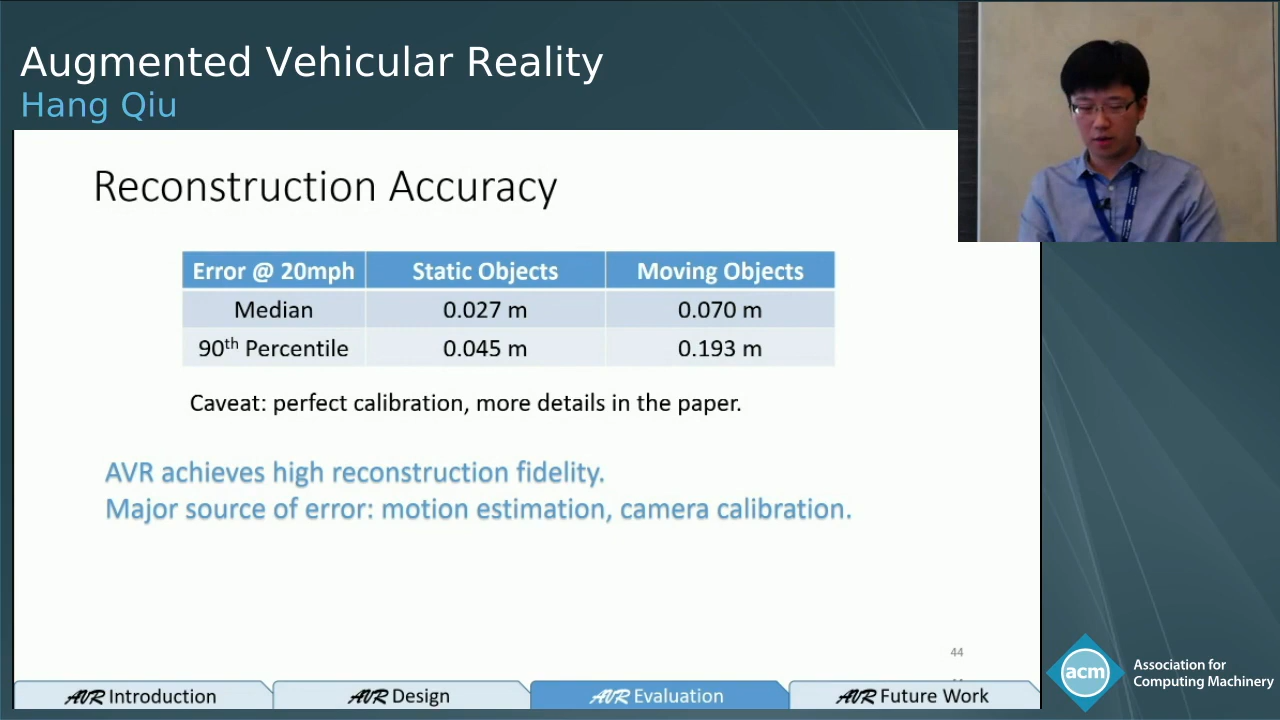 Augmented Vehicular Reality
Hang Qiu
Reconstruction Accuracy
Error @ 20mph Static Objects Moving Objects
Median 0.027 m 0.070 m
90th Percentile 0.045 m 0.193 m
Caveat: perfect calibration, more details in the paper.
AVR achieves high reconstruction fidelity.
Major source of error: motion estimation, camera calibration.
44
AVR Introduction AVR Design AVR Evaluation AVR Future Work
acm Association for
Computing Machinery